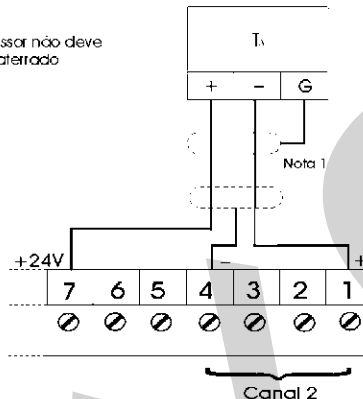 ssor não deve
aterrado
+ - G
Nota 1
+24V - +
7 6 5 4 3 2 1
Canal 2